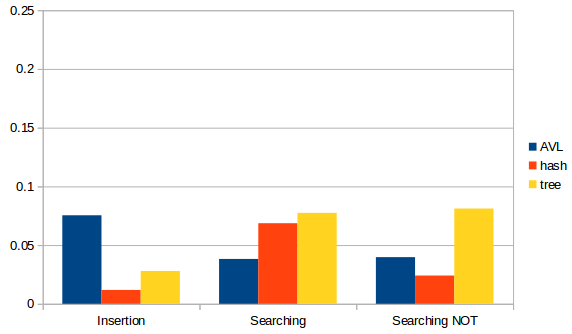 0.25
0.2
0.15
0.1
0.05
0
Insertion
Searching
Searching NOT
AVL
hash
tree